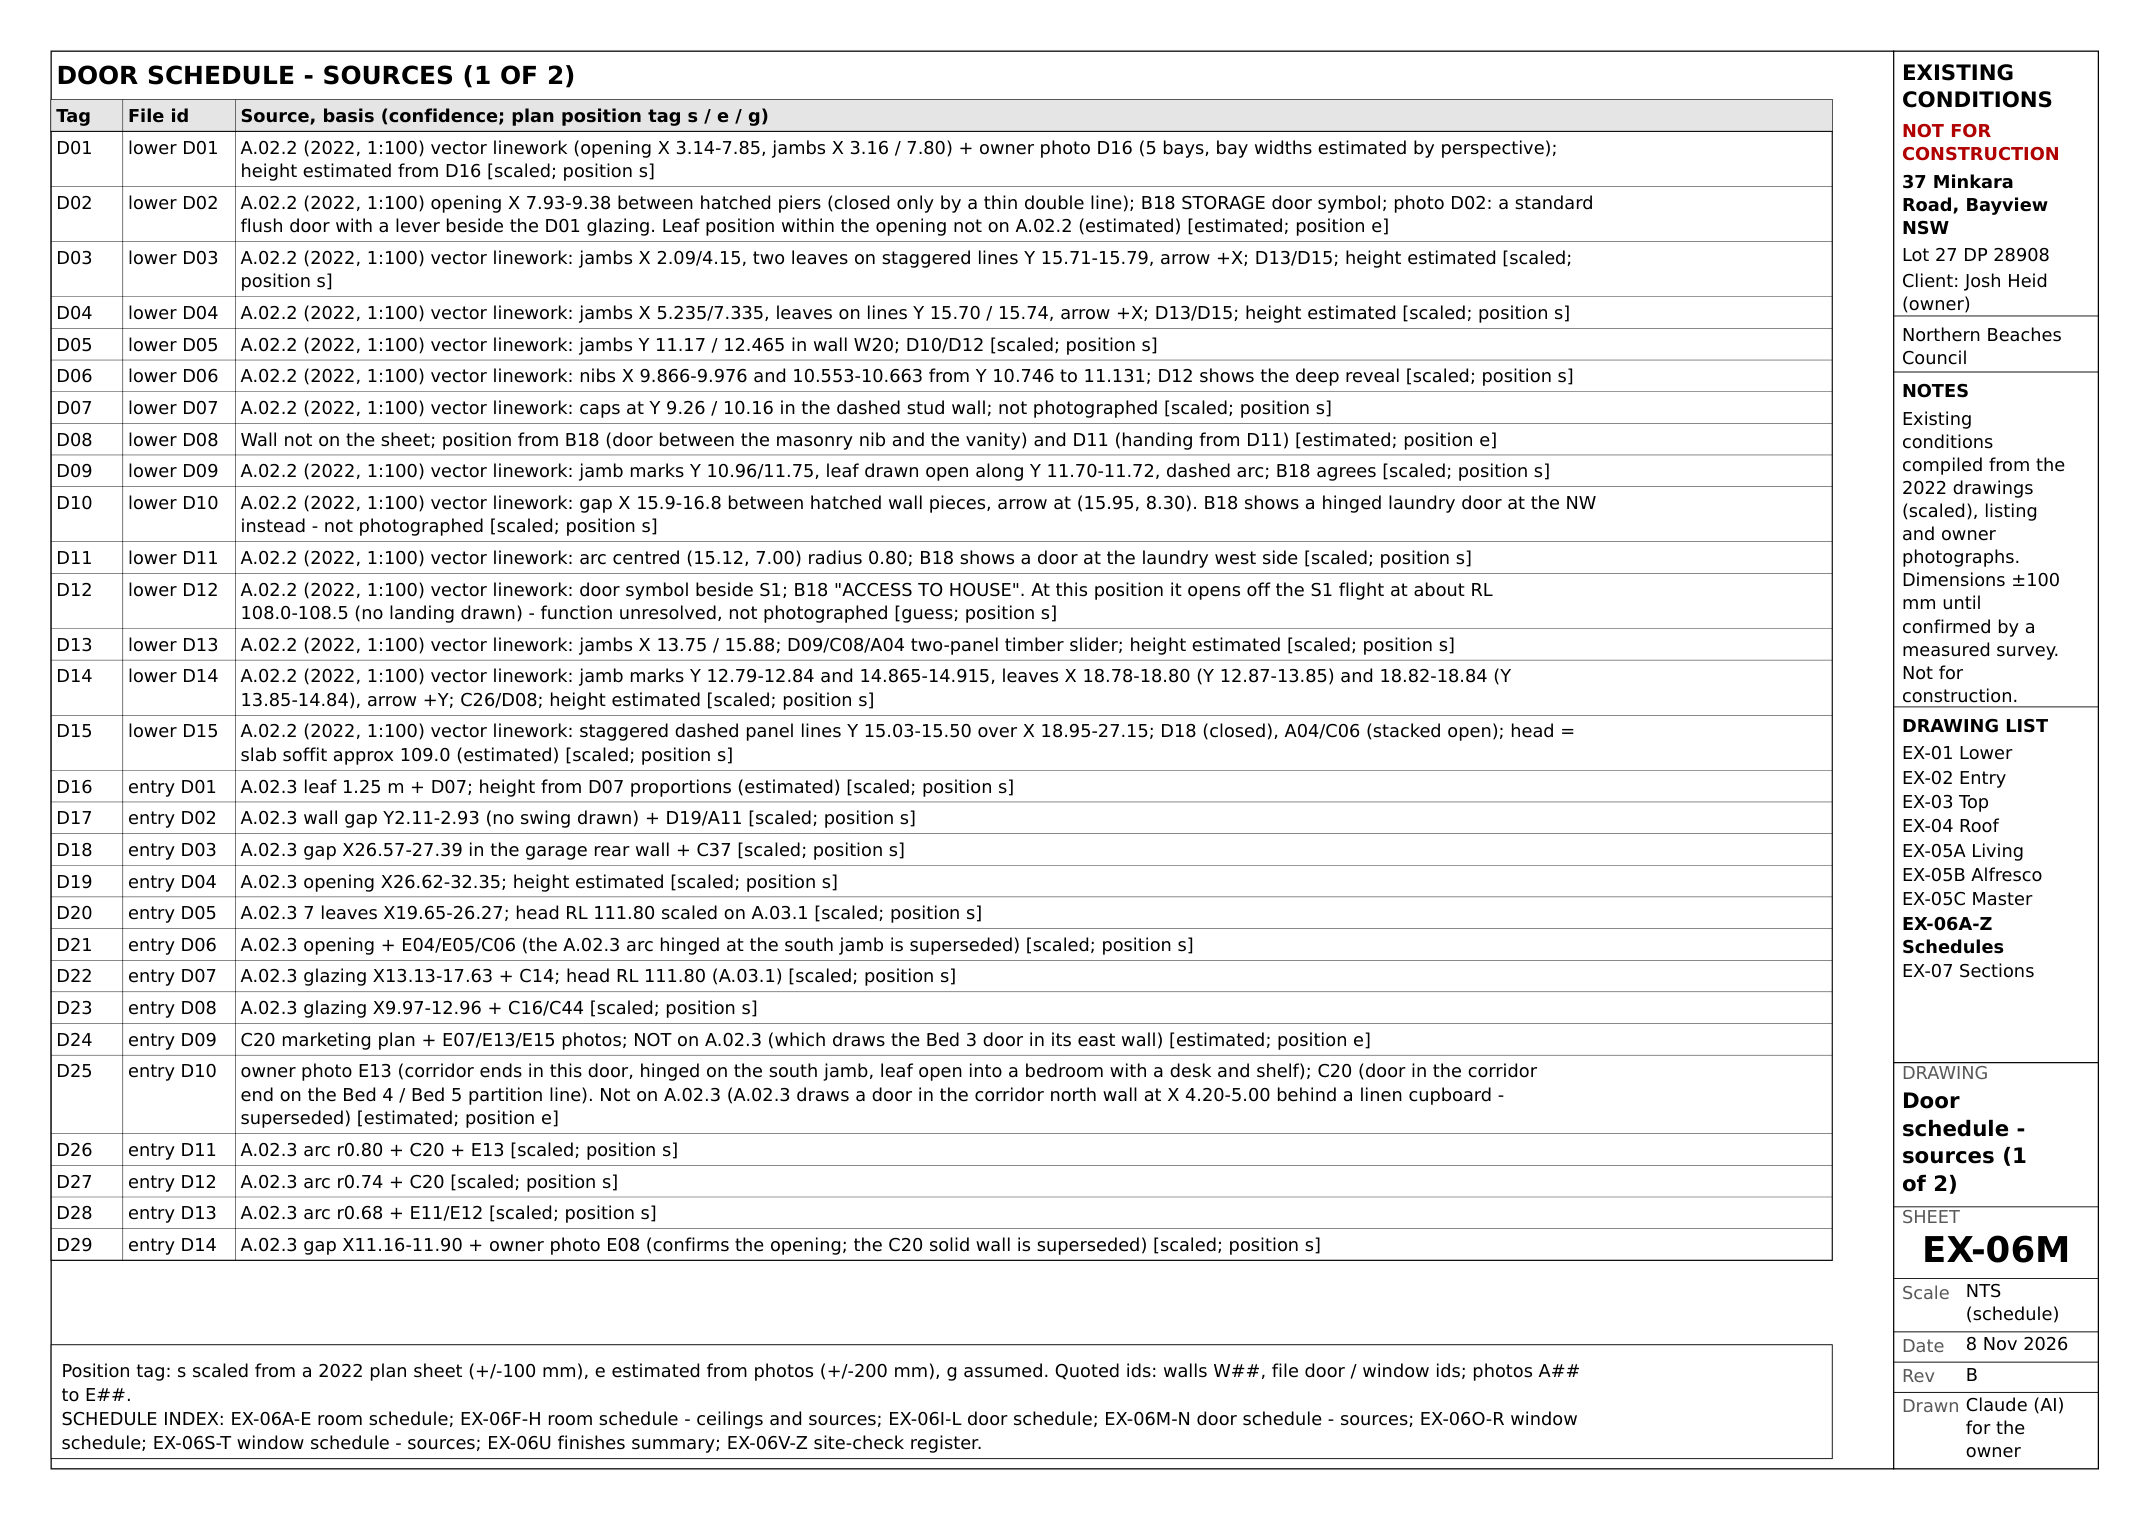 DOOR SCHEDULE - SOURCES (1 OF 2)
Tag File id Source, basis (confidence; plan position tag s / e / g)
D01 lower D01 A.02.2 (2022, 1:100) vector linework (opening X 3.14-7.85, jambs X 3.16 / 7.80) + owner photo D16 (5 bays, bay widths estimated by perspective);
height estimated from D16 [scaled; position s]
D02 lower D02 A.02.2 (2022, 1:100) opening X 7.93-9.38 between hatched piers (closed only by a thin double line); B18 STORAGE door symbol; photo D02: a standard
flush door with a lever beside the D01 glazing. Leaf position within the opening not on A.02.2 (estimated) [estimated; position e]
D03 lower D03 A.02.2 (2022, 1:100) vector linework: jambs X 2.09/4.15, two leaves on staggered lines Y 15.71-15.79, arrow +X; D13/D15; height estimated [scaled;
position s]
D04 lower D04 A.02.2 (2022, 1:100) vector linework: jambs X 5.235/7.335, leaves on lines Y 15.70 / 15.74, arrow +X; D13/D15; height estimated [scaled; position s]
D05 lower D05 A.02.2 (2022, 1:100) vector linework: jambs Y 11.17 / 12.465 in wall W20; D10/D12 [scaled; position s]
D06 lower D06 A.02.2 (2022, 1:100) vector linework: nibs X 9.866-9.976 and 10.553-10.663 from Y 10.746 to 11.131; D12 shows the deep reveal [scaled; position s]
D07 lower D07 A.02.2 (2022, 1:100) vector linework: caps at Y 9.26 / 10.16 in the dashed stud wall; not photographed [scaled; position s]
D08 lower D08 Wall not on the sheet; position from B18 (door between the masonry nib and the vanity) and D11 (handing from D11) [estimated; position e]
D09 lower D09 A.02.2 (2022, 1:100) vector linework: jamb marks Y 10.96/11.75, leaf drawn open along Y 11.70-11.72, dashed arc; B18 agrees [scaled; position s]
D10 lower D10 A.02.2 (2022, 1:100) vector linework: gap X 15.9-16.8 between hatched wall pieces, arrow at (15.95, 8.30). B18 shows a hinged laundry door at the NW
instead - not photographed [scaled; position s]
D11 lower D11 A.02.2 (2022, 1:100) vector linework: arc centred (15.12, 7.00) radius 0.80; B18 shows a door at the laundry west side [scaled; position s]
D12 lower D12 A.02.2 (2022, 1:100) vector linework: door symbol beside S1; B18 "ACCESS TO HOUSE". At this position it opens off the S1 flight at about RL
108.0-108.5 (no landing drawn) - function unresolved, not photographed [guess; position s]
D13 lower D13 A.02.2 (2022, 1:100) vector linework: jambs X 13.75 / 15.88; D09/C08/A04 two-panel timber slider; height estimated [scaled; position s]
D14 lower D14 A.02.2 (2022, 1:100) vector linework: jamb marks Y 12.79-12.84 and 14.865-14.915, leaves X 18.78-18.80 (Y 12.87-13.85) and 18.82-18.84 (Y
13.85-14.84), arrow +Y; C26/D08; height estimated [scaled; position s]
D15 lower D15 A.02.2 (2022, 1:100) vector linework: staggered dashed panel lines Y 15.03-15.50 over X 18.95-27.15; D18 (closed), A04/C06 (stacked open); head =
slab soffit approx 109.0 (estimated) [scaled; position s]
D16 entry D01 A.02.3 leaf 1.25 m + D07; height from D07 proportions (estimated) [scaled; position s]
D17 entry D02 A.02.3 wall gap Y2.11-2.93 (no swing drawn) + D19/A11 [scaled; position s]
D18 entry D03 A.02.3 gap X26.57-27.39 in the garage rear wall + C37 [scaled; position s]
D19 entry D04 A.02.3 opening X26.62-32.35; height estimated [scaled; position s]
D20 entry D05 A.02.3 7 leaves X19.65-26.27; head RL 111.80 scaled on A.03.1 [scaled; position s]
D21 entry D06 A.02.3 opening + E04/E05/C06 (the A.02.3 arc hinged at the south jamb is superseded) [scaled; position s]
D22 entry D07 A.02.3 glazing X13.13-17.63 + C14; head RL 111.80 (A.03.1) [scaled; position s]
D23 entry D08 A.02.3 glazing X9.97-12.96 + C16/C44 [scaled; position s]
D24 entry D09 C20 marketing plan + E07/E13/E15 photos; NOT on A.02.3 (which draws the Bed 3 door in its east wall) [estimated; position e]
D25 entry D10 owner photo E13 (corridor ends in this door, hinged on the south jamb, leaf open into a bedroom with a desk and shelf); C20 (door in the corridor
end on the Bed 4 / Bed 5 partition line). Not on A.02.3 (A.02.3 draws a door in the corridor north wall at X 4.20-5.00 behind a linen cupboard -
superseded) [estimated; position e]
D26 entry D11 A.02.3 arc r0.80 + C20 + E13 [scaled; position s]
D27 entry D12 A.02.3 arc r0.74 + C20 [scaled; position s]
D28 entry D13 A.02.3 arc r0.68 + E11/E12 [scaled; position s]
D29 entry D14 A.02.3 gap X11.16-11.90 + owner photo E08 (confirms the opening; the C20 solid wall is superseded) [scaled; position s]
Position tag: s scaled from a 2022 plan sheet (+/-100 mm), e estimated from photos (+/-200 mm), g assumed. Quoted ids: walls W##, file door / window ids; photos A##
to E##.
SCHEDULE INDEX: EX-06A-E room schedule; EX-06F-H room schedule - ceilings and sources; EX-06I-L door schedule; EX-06M-N door schedule - sources; EX-06O-R window
schedule; EX-06S-T window schedule - sources; EX-06U finishes summary; EX-06V-Z site-check register.
EXISTING
CONDITIONS
NOT FOR
CONSTRUCTION
37 Minkara
Road, Bayview
NSW
Lot 27 DP 28908
Client: Josh Heid
(owner)
Northern Beaches
Council
NOTES
Existing
conditions
compiled from the
2022 drawings
(scaled), listing
and owner
photographs.
Dimensions ±100
mm until
confirmed by a
measured survey.
Not for
construction.
DRAWING LIST
EX-01 Lower
EX-02 Entry
EX-03 Top
EX-04 Roof
EX-05A Living
EX-05B Alfresco
EX-05C Master
EX-06A-Z
Schedules
EX-07 Sections
DRAWING
Door
schedule -
sources (1
of 2)
SHEET
EX-06M
Scale NTS
(schedule)
Date 8 Nov 2026
Rev B
Drawn Claude (AI)
for the
owner